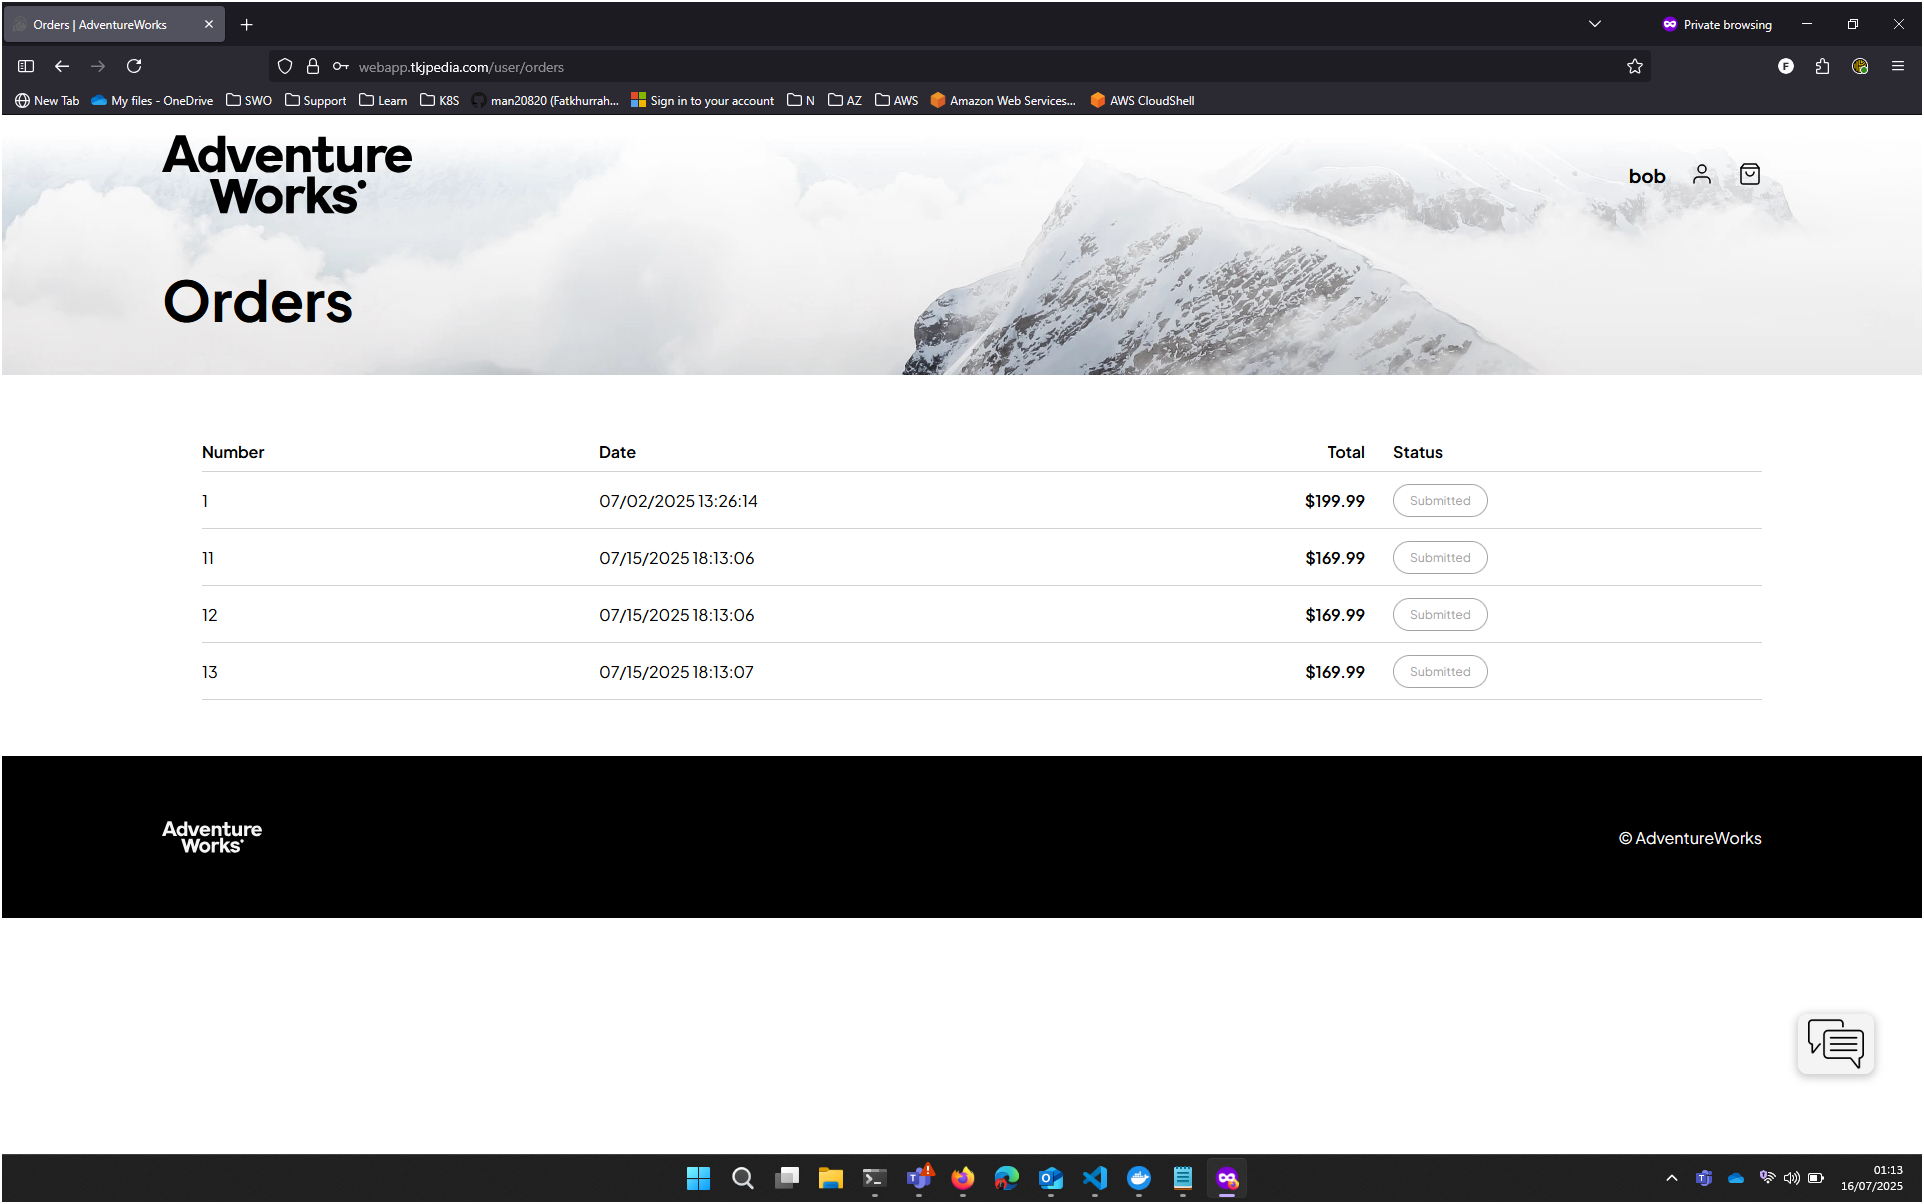 Orders | AdventureWorks
Private browsing
webapp.tkjpedia.com/user/orders
F
New Tab My files - OneDrive SWO Support Learn K8S man20820 (Fatkhurrah... Sign in to your account N AZ AWS Amazon Web Services... AWS CloudShell
Adventure
Works
bob
Orders
Number Date Total Status
1 07/02/2025 13:26:14 $199.99 Submitted
11 07/15/2025 18:13:06 $169.99 Submitted
12 07/15/2025 18:13:06 $169.99 Submitted
13 07/15/2025 18:13:07 $169.99 Submitted
Adventure
Works
© AdventureWorks
01:13
16/07/2025